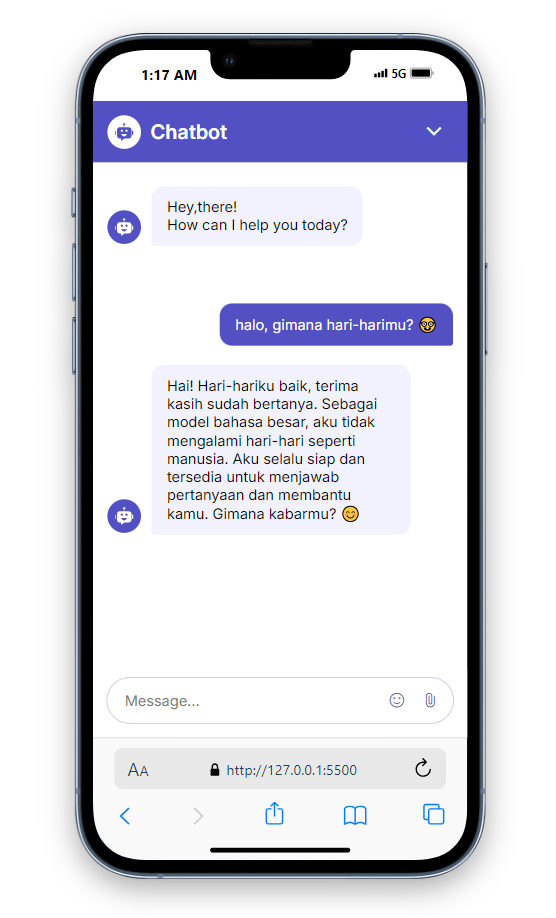 1:17 AM
5G
Chatbot
Hey,there!
How can I help you today?
halo, gimana hari-harimu? 🤓
Hai! Hari-hariku baik, terima
kasih sudah bertanya. Sebagai
model bahasa besar, aku tidak
mengalami hari-hari seperti
manusia. Aku selalu siap dan
tersedia untuk menjawab
pertanyaan dan membantu
kamu. Gimana kabarmu? 😊
Message...
AA
http://127.0.0.1:5500